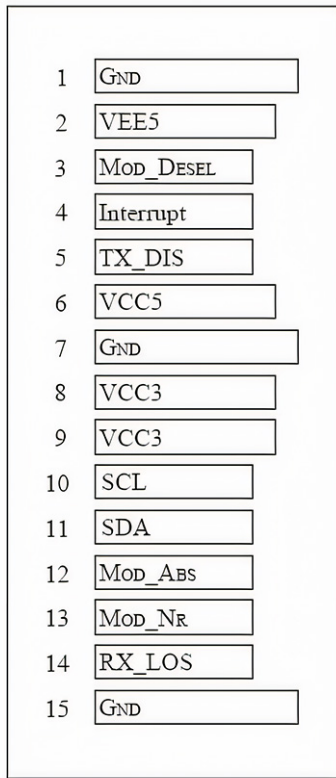 1 GND
2 VEE5
3 MOD_DESEL
4 Interrupt
5 TX_DIS
6 VCC5
7 GND
8 VCC3
9 VCC3
10 SCL
11 SDA
12 MOD_ABS
13 MOD_NR
14 RX_LOS
15 GND